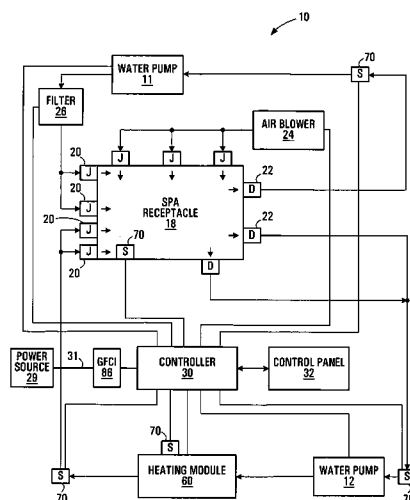 10
70
WATER PUMP
11
S
FILTER
26
AIR BLOWER
24
20
J
J
J
J
22
D
20
J
SPA
RECEPTACLE
18
20
J
70
22
D
20
J
S
D
POWER
SOURCE
29
31
GFCI
86
CONTROLLER
30
CONTROL PANEL
32
70
S
S
70
HEATING MODULE
60
WATER PUMP
12
S
70